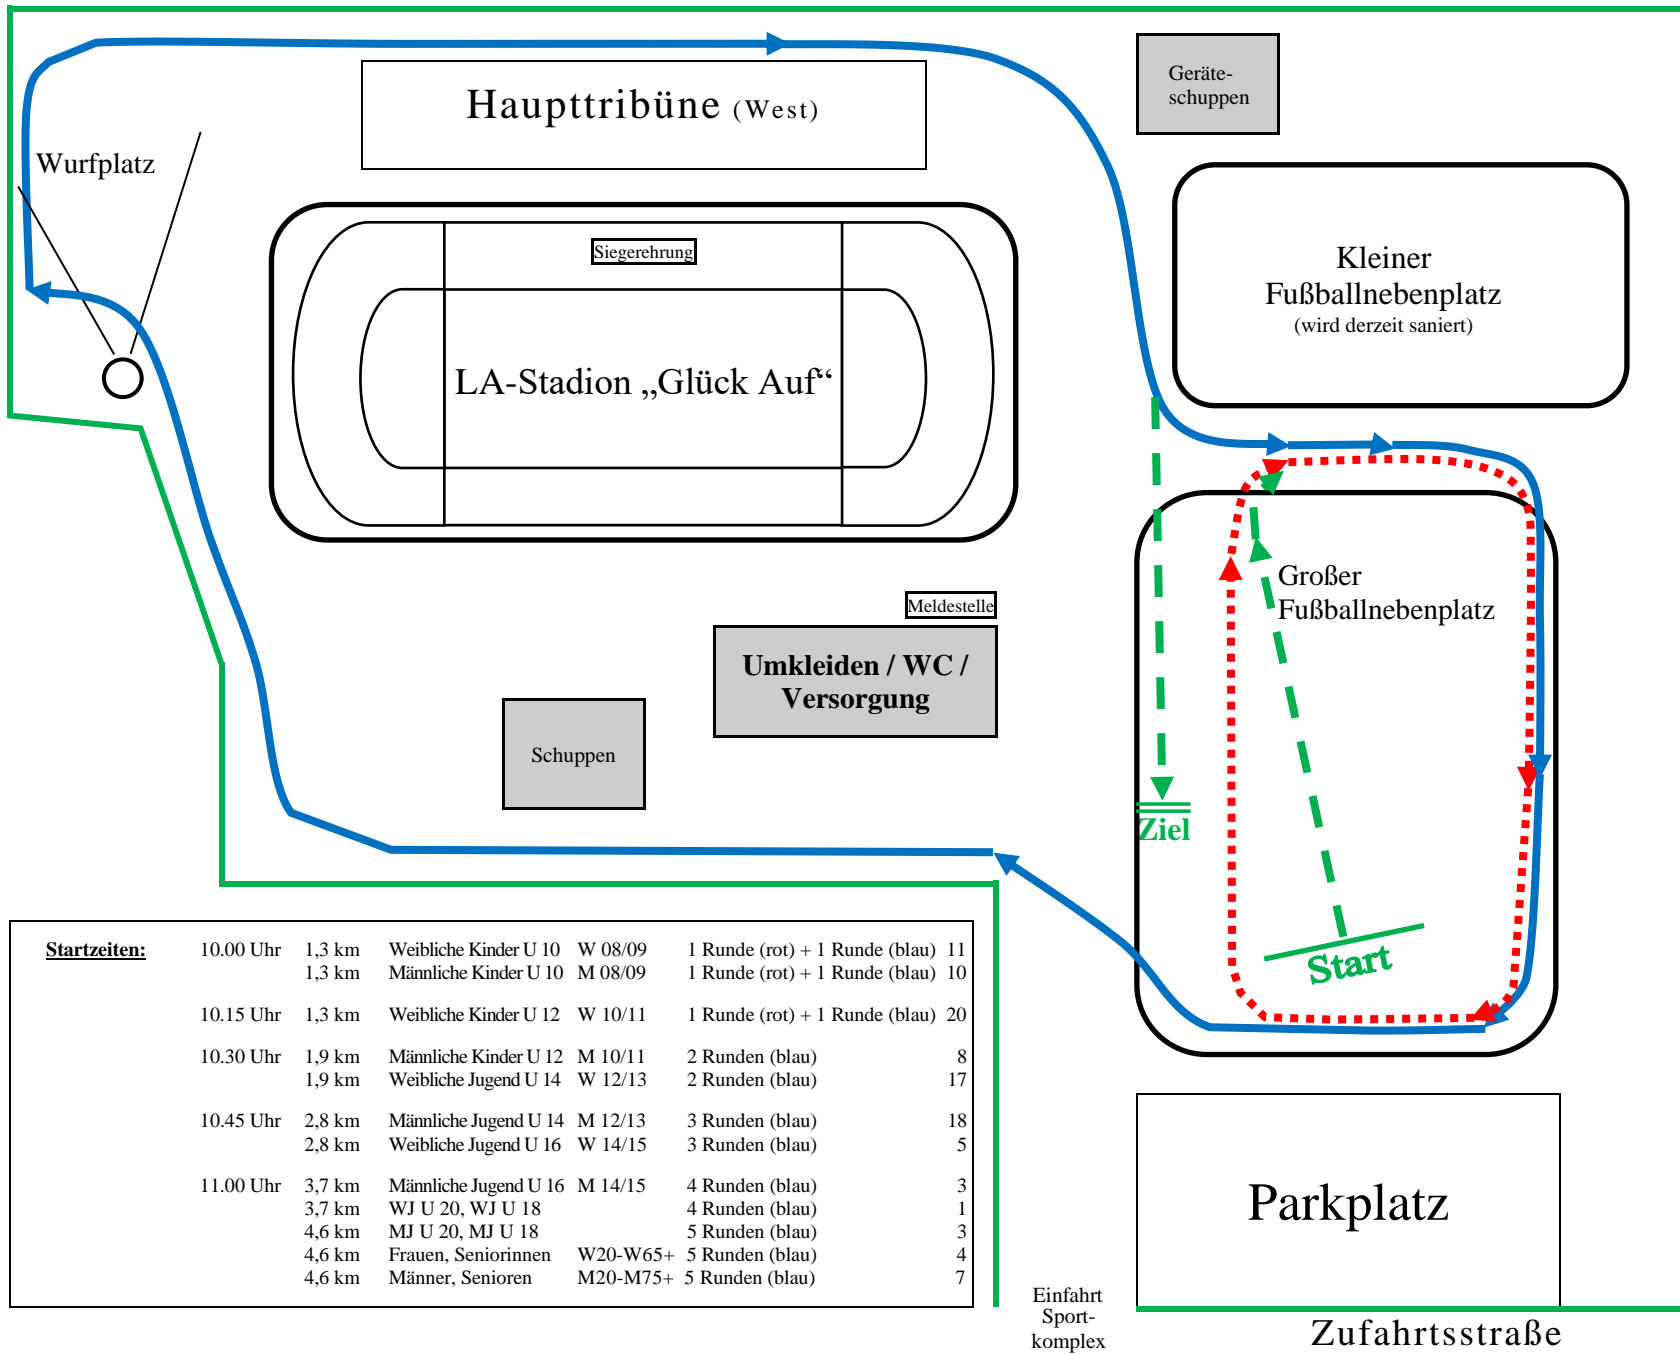 Geräte-
schuppen
Haupttribüne (West)
Wurfplatz
Siegerehrung
Kleiner
Fußballnebenplatz
(wird derzeit saniert)
LA-Stadion „Glück Auf“
Großer
Fußballnebenplatz
Meldestelle
Umkleiden / WC /
Versorgung
Schuppen
Ziel
Start
Startzeiten: 10.00 Uhr 1,3 km Weibliche Kinder U 10 W 08/09 1 Runde (rot) + 1 Runde (blau) 11
1,3 km Männliche Kinder U 10 M 08/09 1 Runde (rot) + 1 Runde (blau) 10
10.15 Uhr 1,3 km Weibliche Kinder U 12 W 10/11 1 Runde (rot) + 1 Runde (blau) 20
10.30 Uhr 1,9 km Männliche Kinder U 12 M 10/11 2 Runden (blau) 8
1,9 km Weibliche Jugend U 14 W 12/13 2 Runden (blau) 17
10.45 Uhr 2,8 km Männliche Jugend U 14 M 12/13 3 Runden (blau) 18
2,8 km Weibliche Jugend U 16 W 14/15 3 Runden (blau) 5
11.00 Uhr 3,7 km Männliche Jugend U 16 M 14/15 4 Runden (blau) 3
3,7 km WJ U 20, WJ U 18 4 Runden (blau) 1
4,6 km MJ U 20, MJ U 18 5 Runden (blau) 3
4,6 km Frauen, Seniorinnen W20-W65+ 5 Runden (blau) 4
4,6 km Männer, Senioren M20-M75+ 5 Runden (blau) 7
Parkplatz
Einfahrt
Sport-
komplex
Zufahrtsstraße